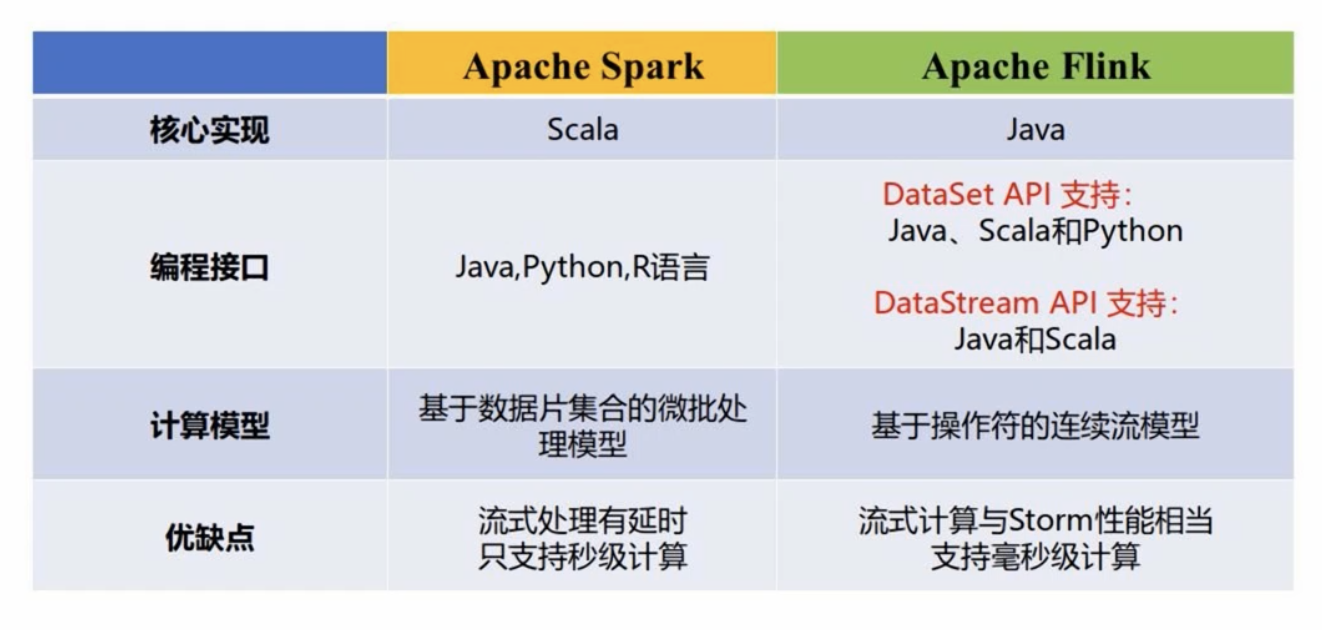 Apache Spark
Apache Flink
核心实现
Scala
Java
编程接口
Java,Python,R语言
DataSet API 支持：
Java、Scala和Python
DataStream API 支持：
Java和Scala
计算模型
基于数据片集合的微批处
理模型
基于操作符的连续流模型
优缺点
流式处理有延时
只支持秒级计算
流式计算与Storm性能相当
支持毫秒级计算